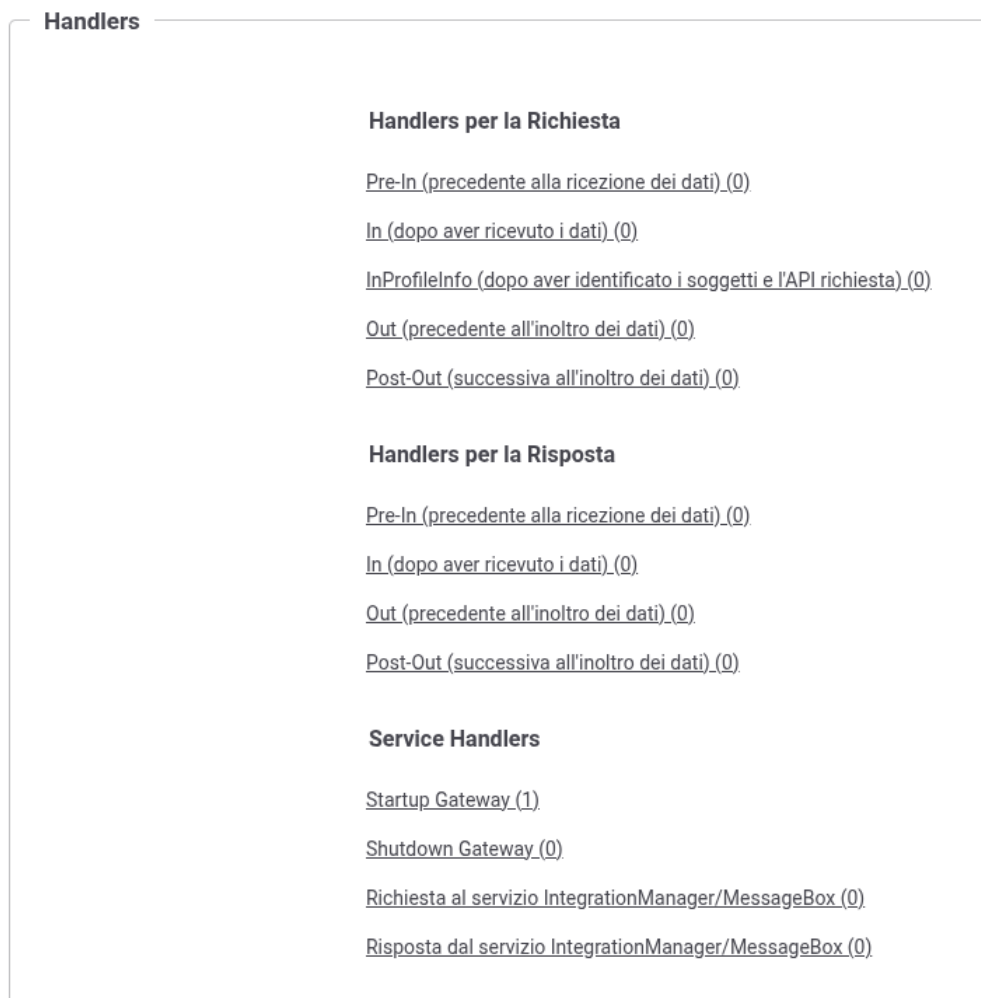 Handlers
Handlers per la Richiesta
Pre-In (precedente alla ricezione dei dati) (0)
In (dopo aver ricevuto i dati) (0)
InProfileInfo (dopo aver identificato i soggetti e l'API richiesta) (0)
Out (precedente all'inoltro dei dati) (0)
Post-Out (successiva all'inoltro dei dati) (0)
Handlers per la Risposta
Pre-In (precedente alla ricezione dei dati) (0)
In (dopo aver ricevuto i dati) (0)
Out (precedente all'inoltro dei dati) (0)
Post-Out (successiva all'inoltro dei dati) (0)
Service Handlers
Startup Gateway (1)
Shutdown Gateway (0)
Richiesta al servizio IntegrationManager/MessageBox (0)
Risposta dal servizio IntegrationManager/MessageBox (0)